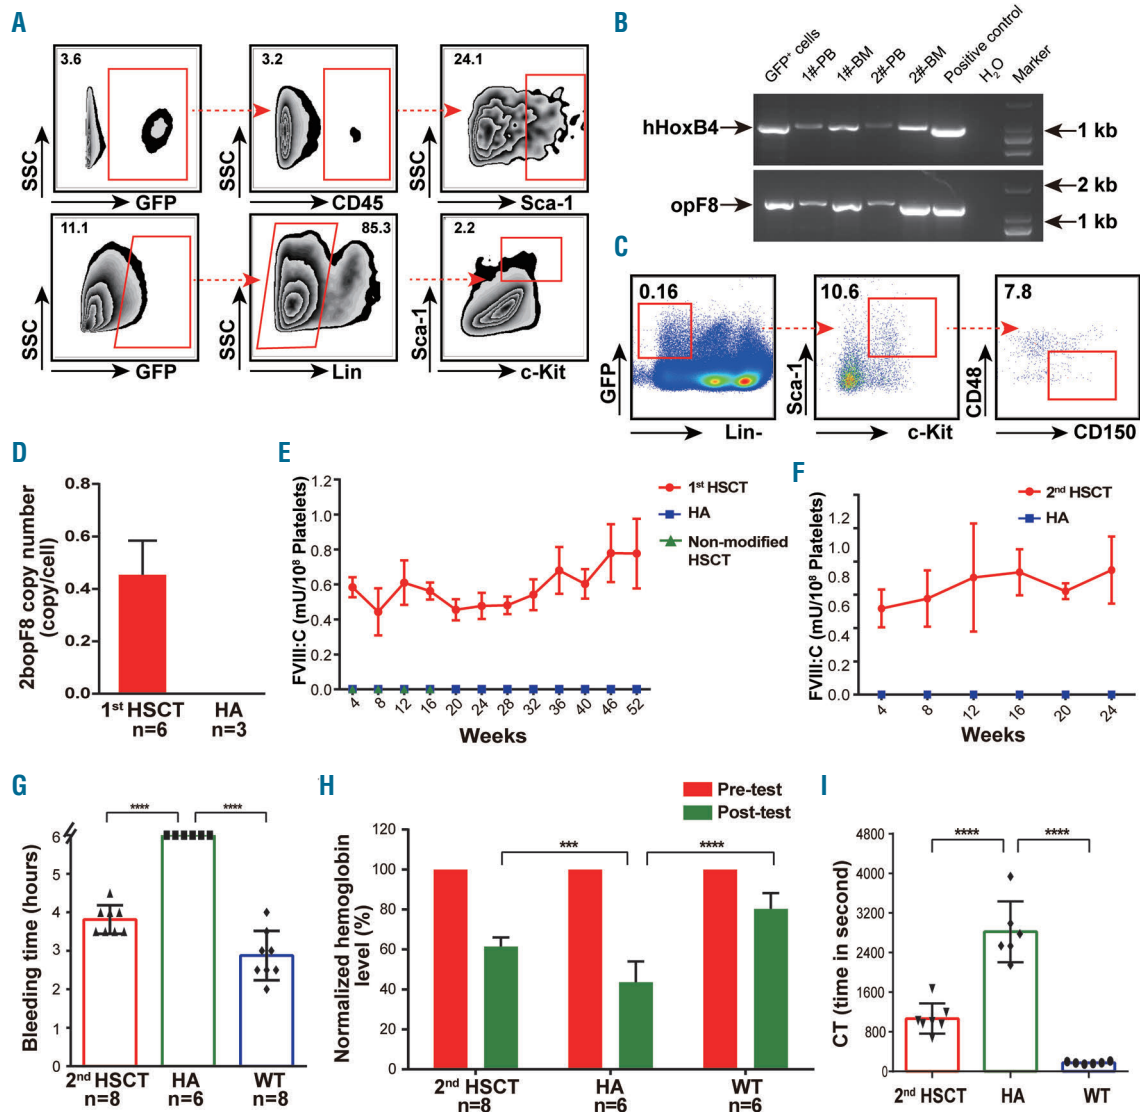 A
3.6
SSC
GFP
3.2
SSC
CD45
24.1
SSC
Sca-1
11.1
SSC
GFP
85.3
SSC
Lin
2.2
Sca-1
c-Kit
B
GFP⁺ cells
1#-PB
1#-BM
2#-PB
2#-BM
Positive control
H₂O
Marker
hHoxB4
1 kb
opF8
2 kb
1 kb
C
0.16
GFP
Lin-
10.6
Sca-1
c-Kit
7.8
CD48
CD150
D
2bopF8 copy number
(copy/cell)
0.8
0.6
0.4
0.2
0.0
1ˢᵗ HSCT
n=6
HA
n=3
E
FVIII:C (mU/10⁸ Platelets)
1.2
1.0
0.8
0.6
0.4
0.2
0.0
4 8 12 16 20 24 28 32 36 40 46 52
Weeks
1ˢᵗ HSCT
HA
Non-modified
HSCT
F
FVIII:C (mU/10⁸ Platelets)
1.2
1.0
0.8
0.6
0.4
0.2
0.0
4 8 12 16 20 24
Weeks
2ⁿᵈ HSCT
HA
G
Bleeding time (hours)
6
5
4
3
2
1
0
**** ****
2ⁿᵈ HSCT HA WT
n=8 n=6 n=8
H
Pre-test
Post-test
Normalized hemoglobin
level (%)
120
100
80
60
40
20
0
*** ****
2ⁿᵈ HSCT HA WT
n=8 n=6 n=6
I
CT (time in second)
4800
4000
3200
2400
1600
800
0
**** ****
2ⁿᵈ HSCT HA WT